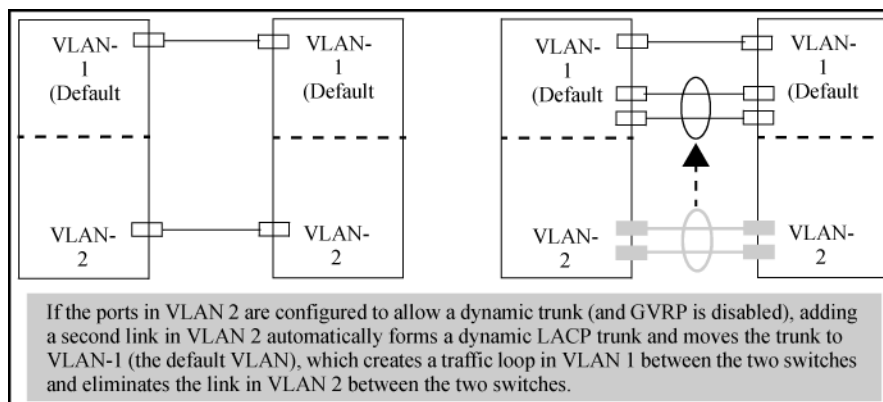 VLAN-
1
(Default
VLAN-
1
(Default
VLAN-
2
VLAN-
2
VLAN-
1
(Default
VLAN-
1
(Default
VLAN-
2
VLAN-
2
If the ports in VLAN 2 are configured to allow a dynamic trunk (and GVRP is disabled), adding
a second link in VLAN 2 automatically forms a dynamic LACP trunk and moves the trunk to
VLAN-1 (the default VLAN), which creates a traffic loop in VLAN 1 between the two switches
and eliminates the link in VLAN 2 between the two switches.